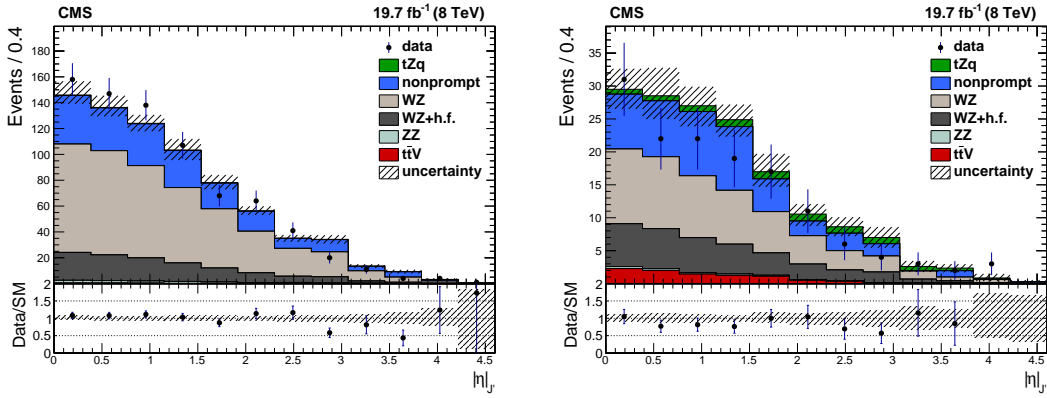 CMS 19.7 fb⁻¹ (8 TeV)
Events / 0.4
180
160
140
120
100
80
60
40
20
data
tZq
nonprompt
WZ
WZ+h.f.
ZZ
tt̄V
uncertainty
Data/SM
1.5
1
0.5
0
0 0.5 1 1.5 2 2.5 3 3.5 4 4.5
|η|J'
CMS 19.7 fb⁻¹ (8 TeV)
Events / 0.4
35
30
25
20
15
10
5
data
tZq
nonprompt
WZ
WZ+h.f.
ZZ
tt̄V
uncertainty
Data/SM
1.5
1
0.5
0
0 0.5 1 1.5 2 2.5 3 3.5 4 4.5
|η|J'